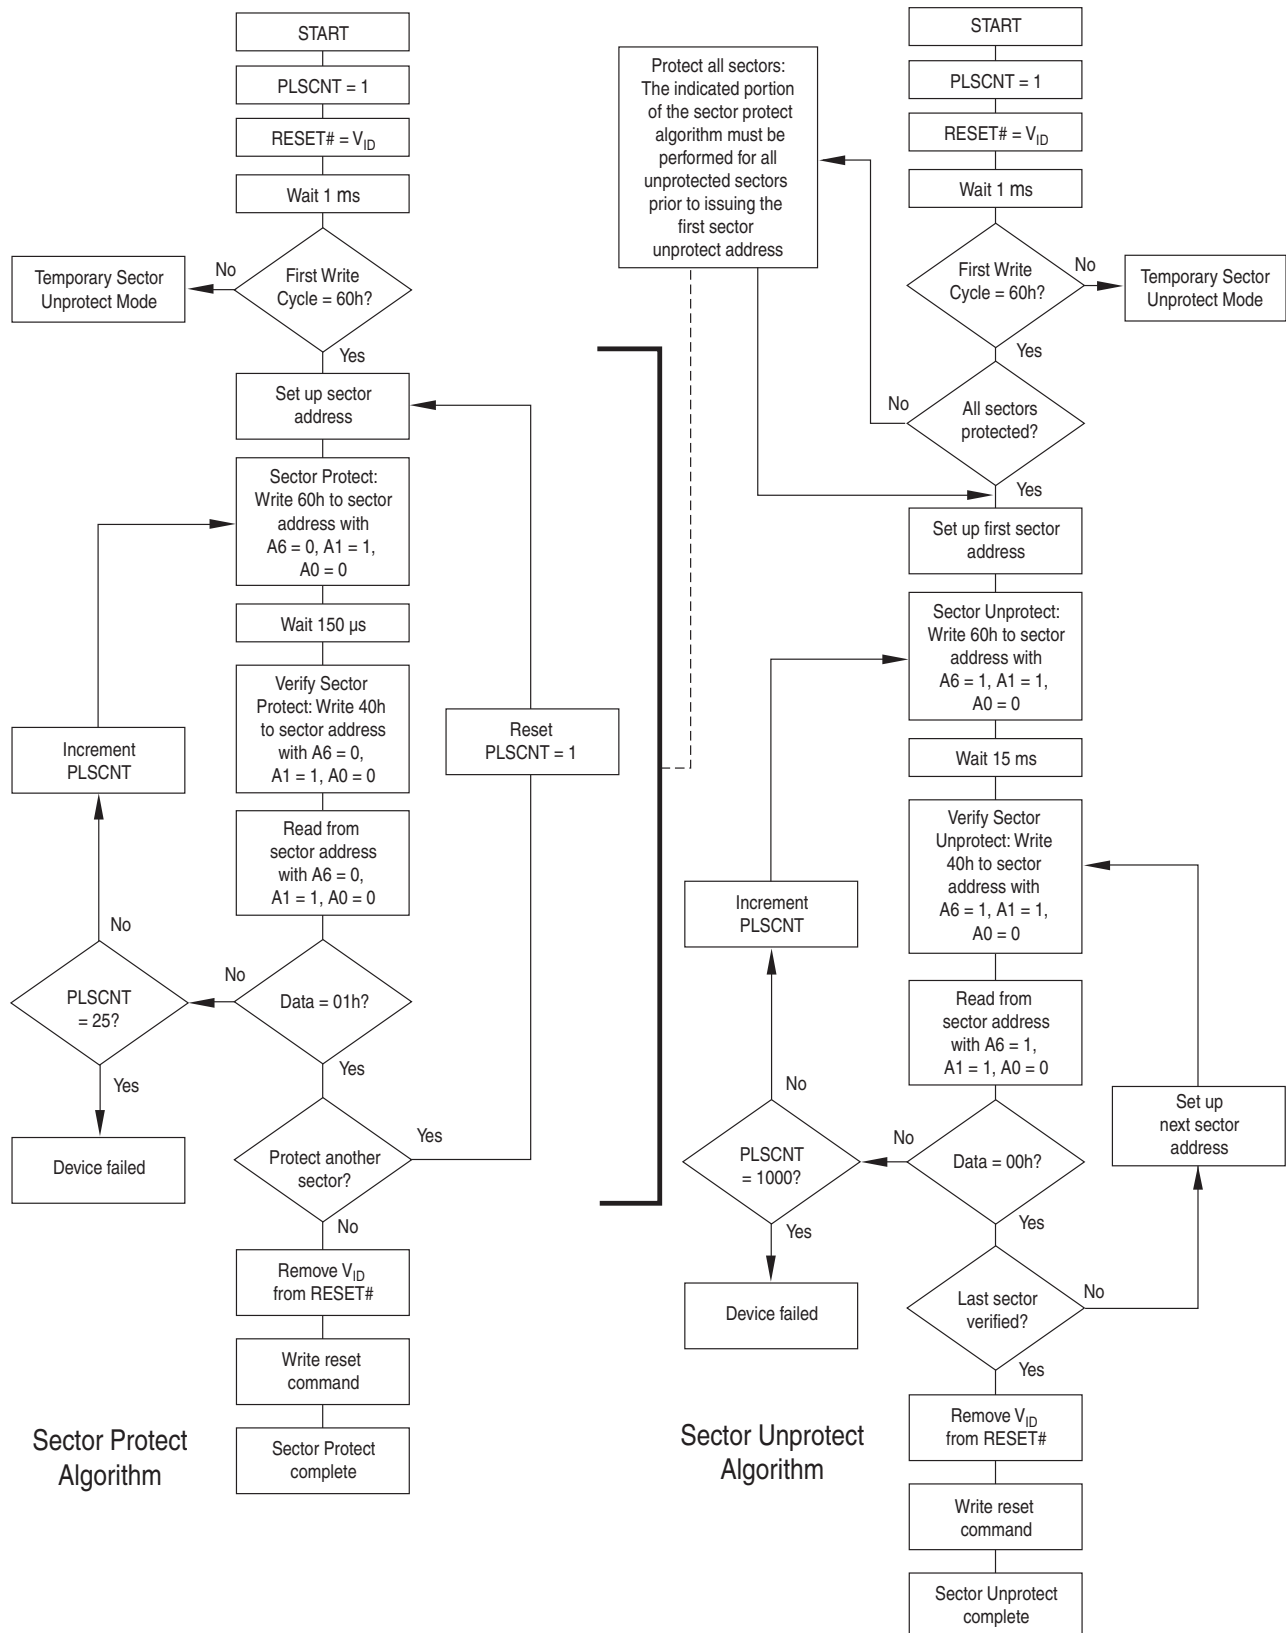 START
PLSCNT = 1
RESET# = VID
Wait 1 ms
First Write
Cycle = 60h?
No
Temporary Sector
Unprotect Mode
Yes
Set up sector
address
Sector Protect:
Write 60h to sector
address with
A6 = 0, A1 = 1,
A0 = 0
Wait 150 µs
Verify Sector
Protect: Write 40h
to sector address
with A6 = 0,
A1 = 1, A0 = 0
Read from
sector address
with A6 = 0,
A1 = 1, A0 = 0
Data = 01h?
No
PLSCNT
= 25?
No
Increment
PLSCNT
Yes
Device failed
Yes
Protect another
sector?
Yes
Reset
PLSCNT = 1
No
Remove VID
from RESET#
Write reset
command
Sector Protect
complete
Sector Protect
Algorithm
Protect all sectors:
The indicated portion
of the sector protect
algorithm must be
performed for all
unprotected sectors
prior to issuing the
first sector
unprotect address
START
PLSCNT = 1
RESET# = VID
Wait 1 ms
First Write
Cycle = 60h?
No
Temporary Sector
Unprotect Mode
Yes
All sectors
protected?
No
Yes
Set up first sector
address
Sector Unprotect:
Write 60h to sector
address with
A6 = 1, A1 = 1,
A0 = 0
Wait 15 ms
Verify Sector
Unprotect: Write
40h to sector
address with
A6 = 1, A1 = 1,
A0 = 0
Read from
sector address
with A6 = 1,
A1 = 1, A0 = 0
Data = 00h?
No
PLSCNT
= 1000?
No
Increment
PLSCNT
Yes
Device failed
Yes
Last sector
verified?
No
Set up
next sector
address
Yes
Remove VID
from RESET#
Write reset
command
Sector Unprotect
complete
Sector Unprotect
Algorithm